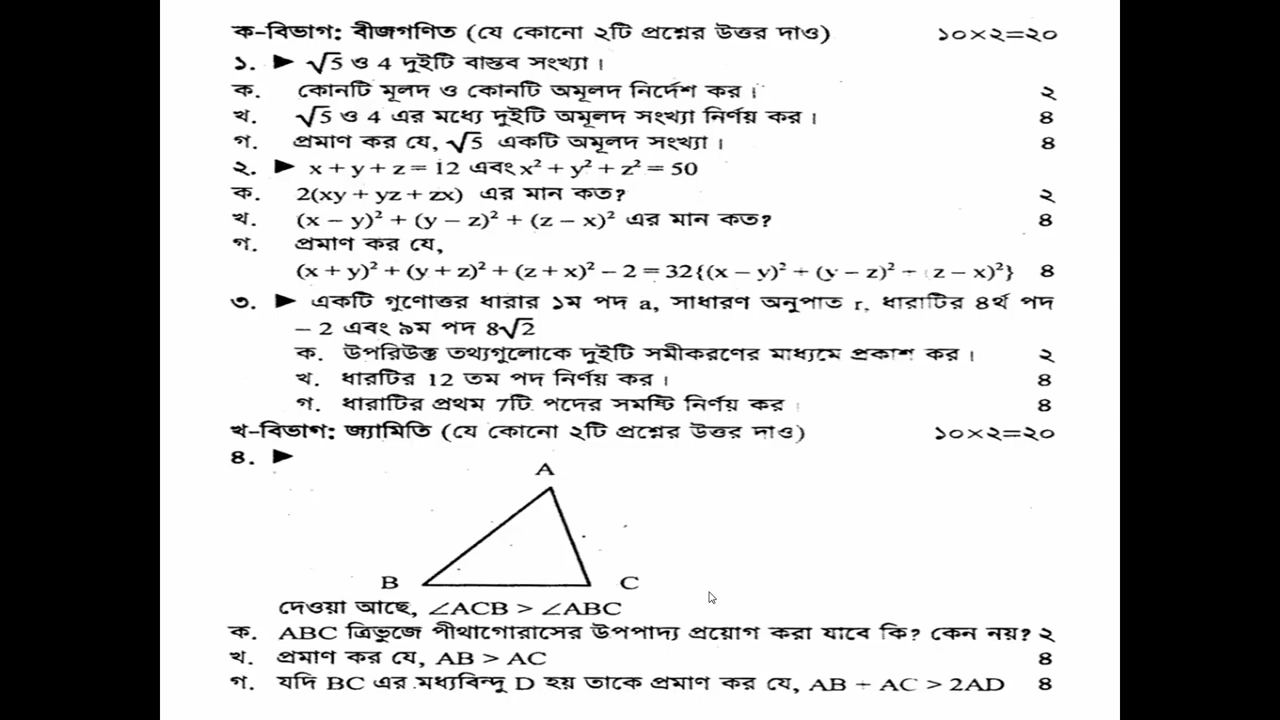 ক-বিভাগ: বীজগণিত (যে কোনো ২টি প্রশ্নের উত্তর দাও) ১০×২=২০
১. ► √5 ও 4 দুইটি বাস্তব সংখ্যা।
ক. কোনটি মূলদ ও কোনটি অমূলদ নির্দেশ কর। ২
খ. √5 ও 4 এর মধ্যে দুইটি অমূলদ সংখ্যা নির্ণয় কর। ৪
গ. প্রমাণ কর যে, √5 একটি অমূলদ সংখ্যা। ৪
২. ► x + y + z = 12 এবং x² + y² + z² = 50
ক. 2(xy + yz + zx) এর মান কত? ২
খ. (x – y)² + (y – z)² + (z – x)² এর মান কত? ৪
গ. প্রমাণ কর যে,
(x + y)² + (y + z)² + (z + x)² – 2 = 32{(x – y)² + (y – z)² + (z – x)²} ৪
৩. ► একটি গুণোত্তর ধারার ১ম পদ a, সাধারণ অনুপাত r, ধারাটির ৪র্থ পদ
– 2 এবং ৯ম পদ 8√2
ক. উপরিউক্ত তথ্যগুলোকে দুইটি সমীকরণের মাধ্যমে প্রকাশ কর। ২
খ. ধারটির 12 তম পদ নির্ণয় কর। ৪
গ. ধারাটির প্রথম 7টি পদের সমষ্টি নির্ণয় কর। ৪
খ-বিভাগ: জ্যামিতি (যে কোনো ২টি প্রশ্নের উত্তর দাও) ১০×২=২০
৪. ►
A
B C
দেওয়া আছে, ∠ACB > ∠ABC
ক. ABC ত্রিভুজে পীথাগোরাসের উপপাদ্য প্রয়োগ করা যাবে কি? কেন নয়? ২
খ. প্রমাণ কর যে, AB > AC ৪
গ. যদি BC এর মধ্যবিন্দু D হয় তাকে প্রমাণ কর যে, AB + AC > 2AD ৪